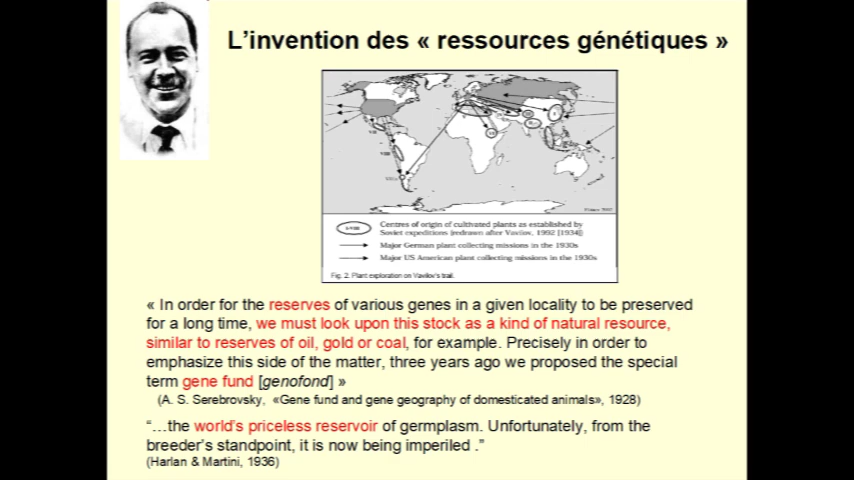 L’invention des « ressources génétiques »
Centres of origin of cultivated plants as established by
Soviet expeditions (redrawn after Vavilov, 1992 [1934])
Major German plant collecting missions in the 1930s
Major US American plant collecting missions in the 1930s
Fig. 2. Plant exploration on Vavilov's trail.
« In order for the reserves of various genes in a given locality to be preserved
for a long time, we must look upon this stock as a kind of natural resource,
similar to reserves of oil, gold or coal, for example. Precisely in order to
emphasize this side of the matter, three years ago we proposed the special
term gene fund [genofond] »
(A. S. Serebrovsky, «Gene fund and gene geography of domesticated animals», 1928)
“…the world’s priceless reservoir of germplasm. Unfortunately, from the
breeder’s standpoint, it is now being imperiled .”
(Harlan & Martini, 1936)